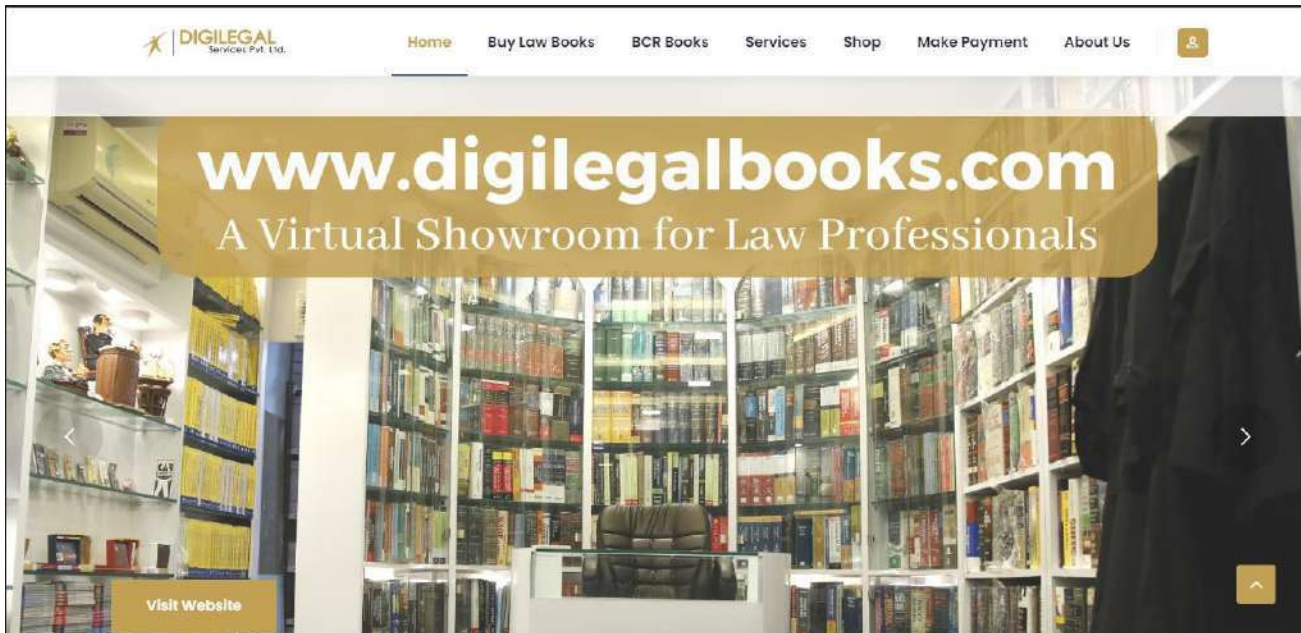 DIGILEGAL
Services Pvt. Ltd.
Home
Buy Law Books
BCR Books
Services
Shop
Make Payment
About Us
www.digilegalbooks.com
A Virtual Showroom for Law Professionals
Visit Website